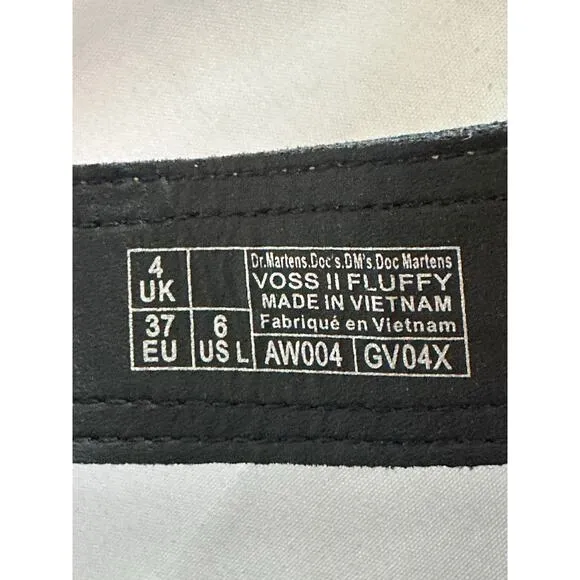 4
UK
37
EU
6
US L
Dr.Martens.Doc's.DM's.Doc Martens
VOSS II FLUFFY
MADE IN VIETNAM
Fabriqué en Vietnam
AW004
GV04X